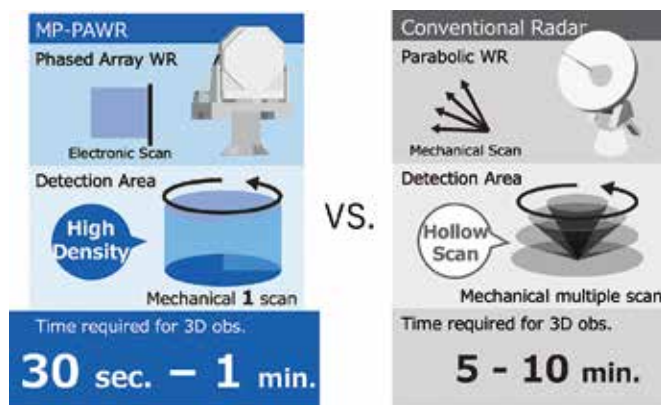 MP-PAWR
Phased Array WR
Electronic Scan
Detection Area
High
Density
Mechanical 1 scan
Time required for 3D obs.
30 sec. – 1 min.
VS.
Conventional Radar
Parabolic WR
Mechanical Scan
Detection Area
Hollow
Scan
Mechanical multiple scan
Time required for 3D obs.
5 - 10 min.